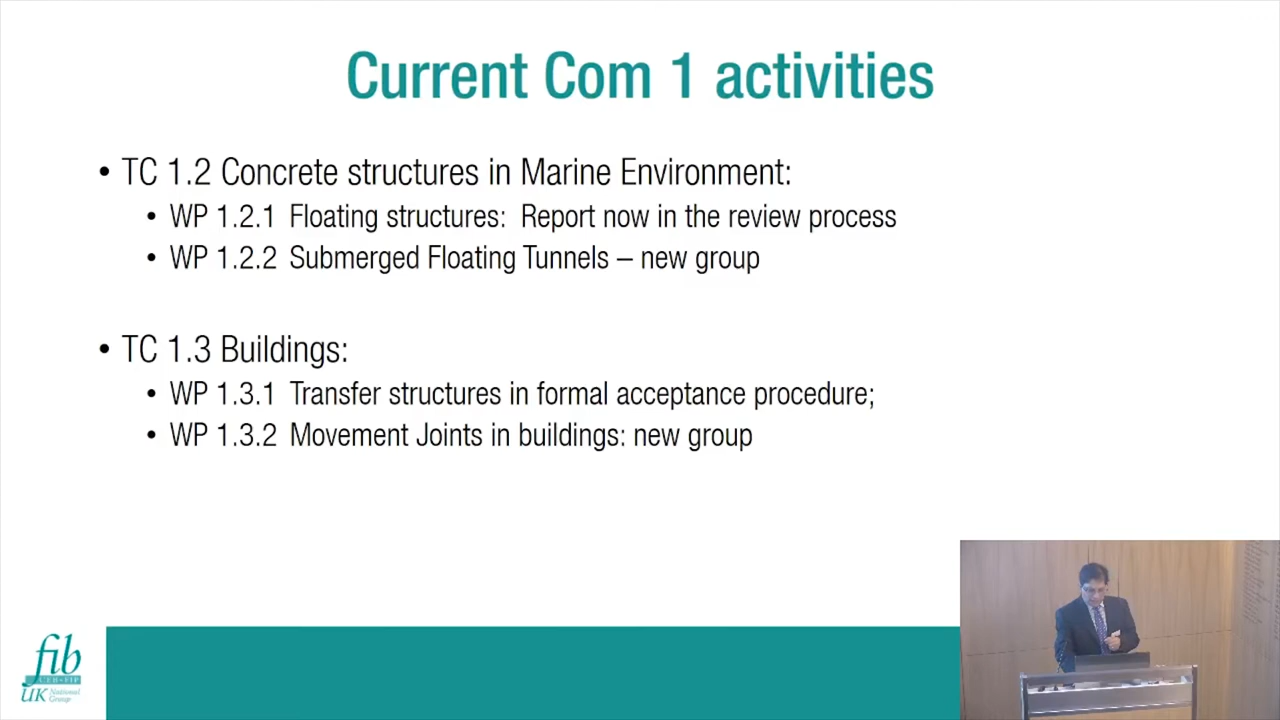 Current Com 1 activities
• TC 1.2 Concrete structures in Marine Environment:
• WP 1.2.1 Floating structures: Report now in the review process
• WP 1.2.2 Submerged Floating Tunnels – new group
• TC 1.3 Buildings:
• WP 1.3.1 Transfer structures in formal acceptance procedure;
• WP 1.3.2 Movement Joints in buildings: new group
fib
CEB-FIP
UK National
Group